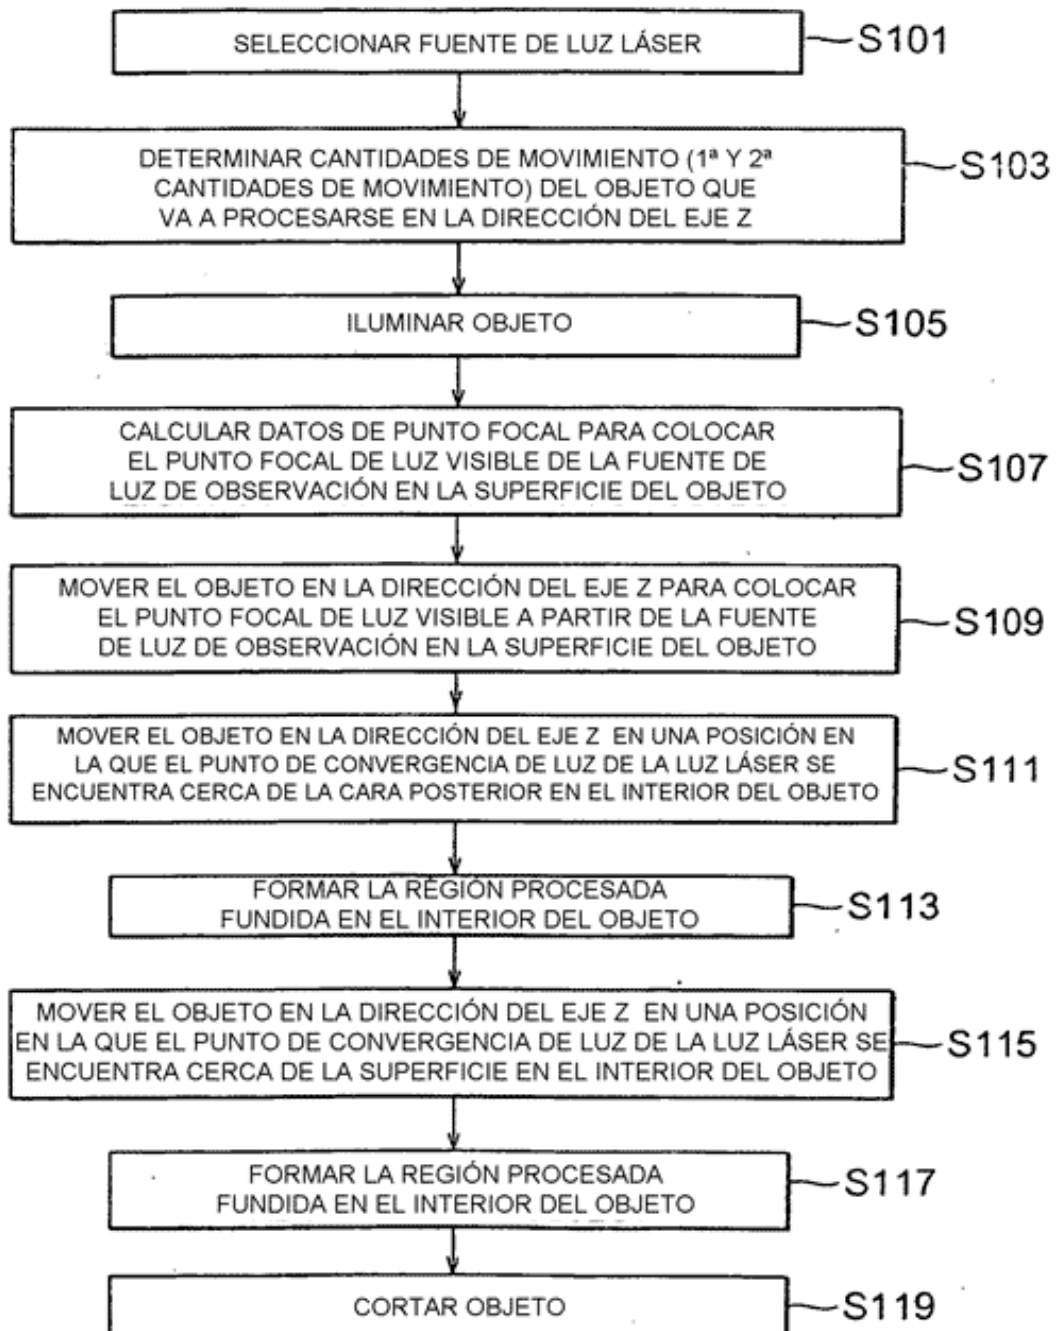 SELECCIONAR FUENTE DE LUZ LÁSER
S101
DETERMINAR CANTIDADES DE MOVIMIENTO (1ª Y 2ª
CANTIDADES DE MOVIMIENTO) DEL OBJETO QUE
VA A PROCESARSE EN LA DIRECCIÓN DEL EJE Z
S103
ILUMINAR OBJETO
S105
CALCULAR DATOS DE PUNTO FOCAL PARA COLOCAR
EL PUNTO FOCAL DE LUZ VISIBLE DE LA FUENTE DE
LUZ DE OBSERVACIÓN EN LA SUPERFICIE DEL OBJETO
S107
MOVER EL OBJETO EN LA DIRECCIÓN DEL EJE Z PARA COLOCAR
EL PUNTO FOCAL DE LUZ VISIBLE A PARTIR DE LA FUENTE
DE LUZ DE OBSERVACIÓN EN LA SUPERFICIE DEL OBJETO
S109
MOVER EL OBJETO EN LA DIRECCIÓN DEL EJE Z EN UNA POSICIÓN EN
LA QUE EL PUNTO DE CONVERGENCIA DE LUZ DE LA LUZ LÁSER SE
ENCUENTRA CERCA DE LA CARA POSTERIOR EN EL INTERIOR DEL OBJETO
S111
FORMAR LA REGIÓN PROCESADA
FUNDIDA EN EL INTERIOR DEL OBJETO
S113
MOVER EL OBJETO EN LA DIRECCIÓN DEL EJE Z EN UNA POSICIÓN
EN LA QUE EL PUNTO DE CONVERGENCIA DE LUZ DE LA LUZ LÁSER SE
ENCUENTRA CERCA DE LA SUPERFICIE EN EL INTERIOR DEL OBJETO
S115
FORMAR LA REGIÓN PROCESADA
FUNDIDA EN EL INTERIOR DEL OBJETO
S117
CORTAR OBJETO
S119